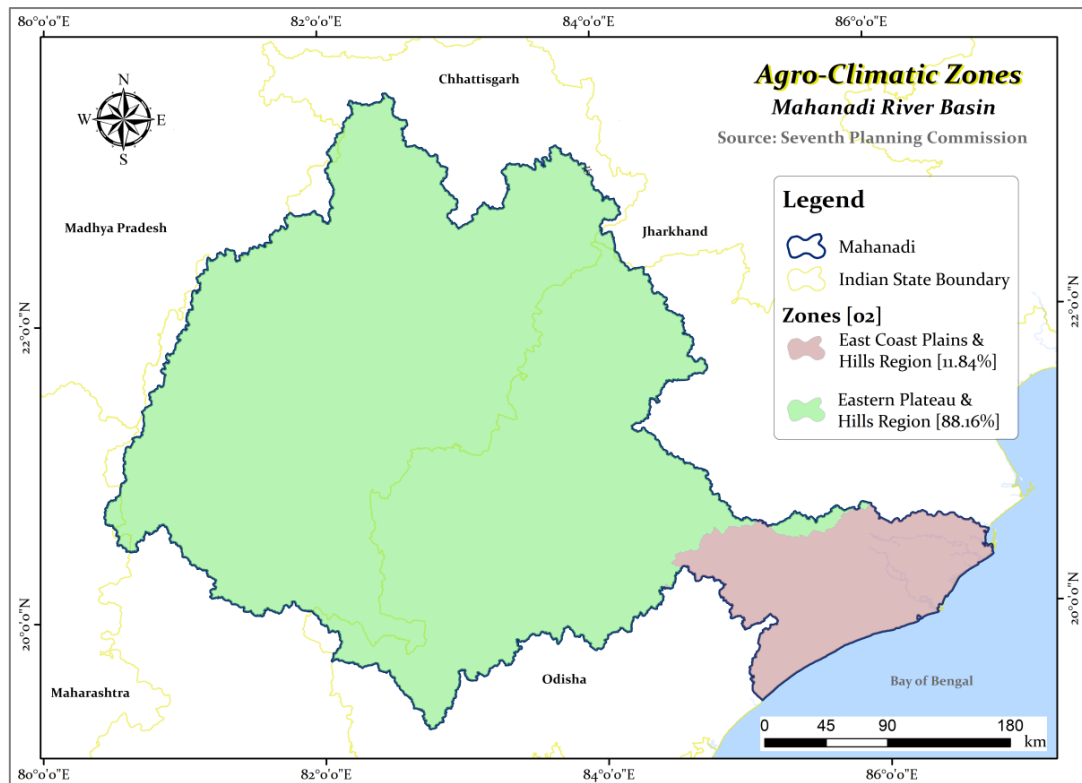 80°0'0"E
82°0'0"E
84°0'0"E
86°0'0"E
Chhattisgarh
Agro-Climatic Zones
Mahanadi River Basin
Source: Seventh Planning Commission
N
W
E
S
Madhya Pradesh
Jharkhand
Legend
Mahanadi
Indian State Boundary
Zones [02]
East Coast Plains &
Hills Region [11.84%]
Eastern Plateau &
Hills Region [88.16%]
22°0'0"N
22°0'0"N
20°0'0"N
20°0'0"N
Maharashtra
Odisha
Bay of Bengal
0 45 90 180
km
80°0'0"E
82°0'0"E
84°0'0"E
86°0'0"E